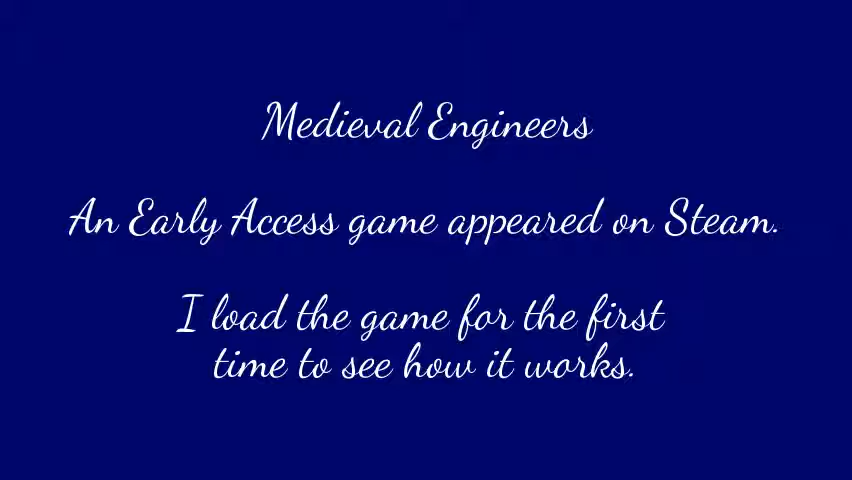 Medieval Engineers
An Early Access game appeared on Steam.
I load the game for the first
time to see how it works.